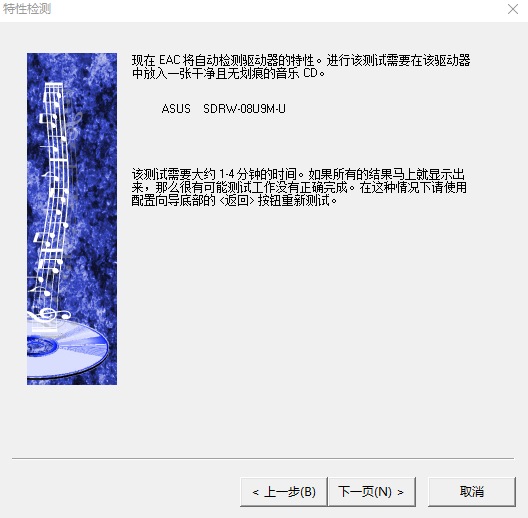 特性检测
现在 EAC 将自动检测驱动器的特性。进行该测试需要在该驱动器
中放入一张干净且无划痕的音乐 CD。
ASUS SDRW-08U9M-U
该测试需要大约 1-4 分钟的时间。如果所有的结果马上就显示出
来，那么很有可能测试工作没有正确完成。在这种情况下请使用
配置向导底部的 <返回> 按钮重新测试。
< 上一步(B) 下一页(N) > 取消